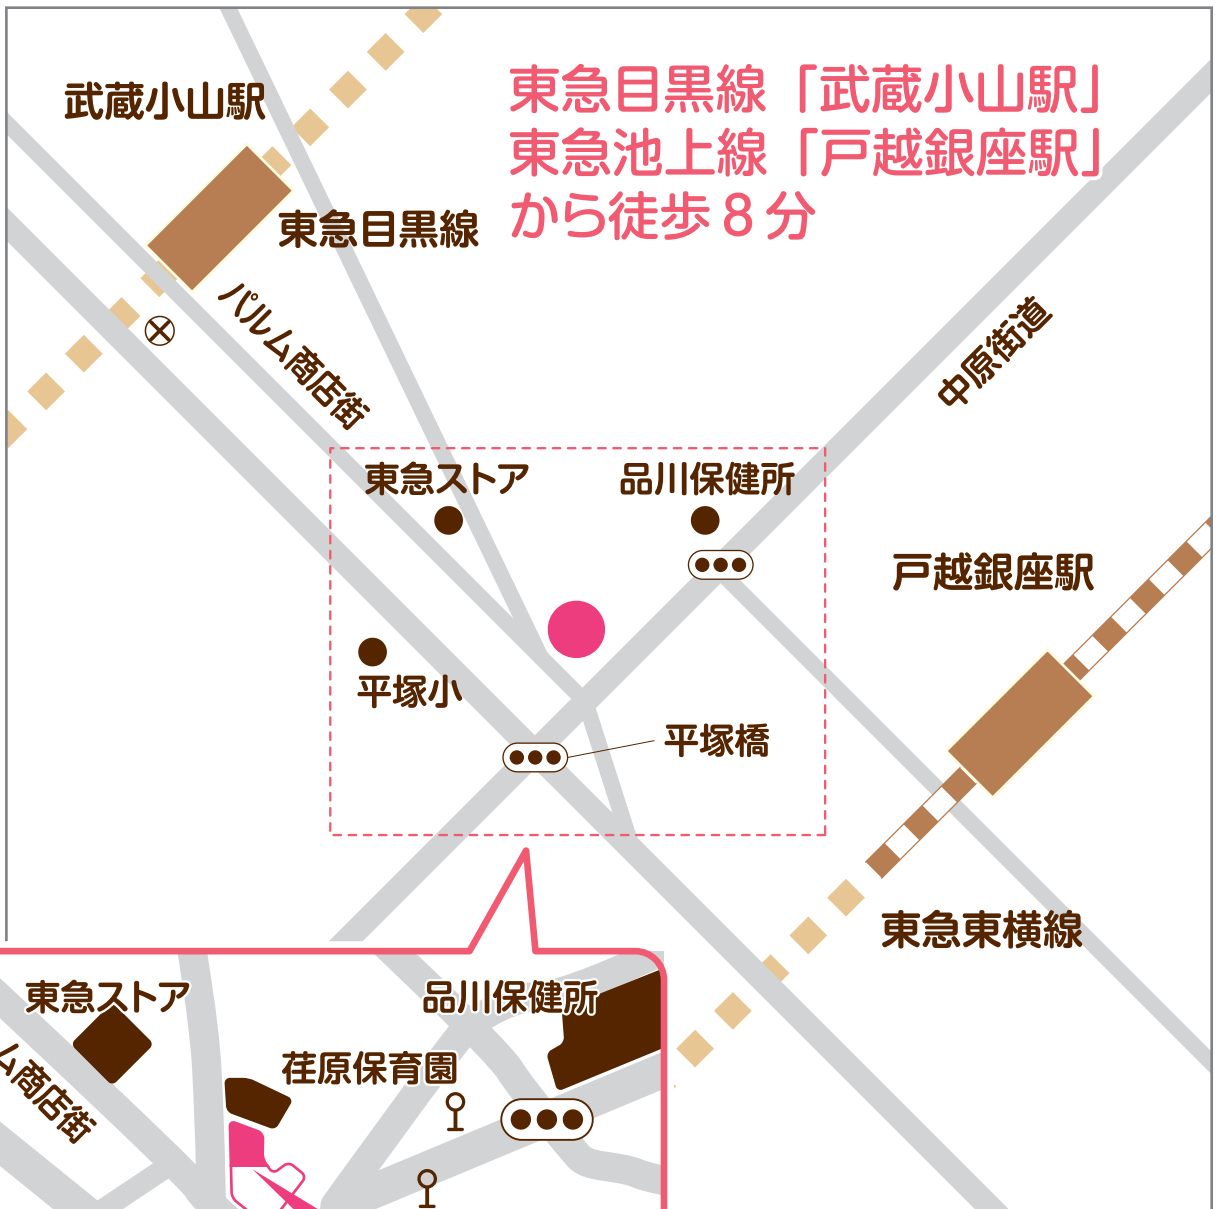 武蔵小山駅
東急目黒線「武蔵小山駅」
東急池上線「戸越銀座駅」
から徒歩8分
東急目黒線
パルム商店街
中原街道
東急ストア
品川保健所
戸越銀座駅
平塚小
平塚橋
東急東横線
東急ストア
品川保健所
荏原保育園
ム商店街